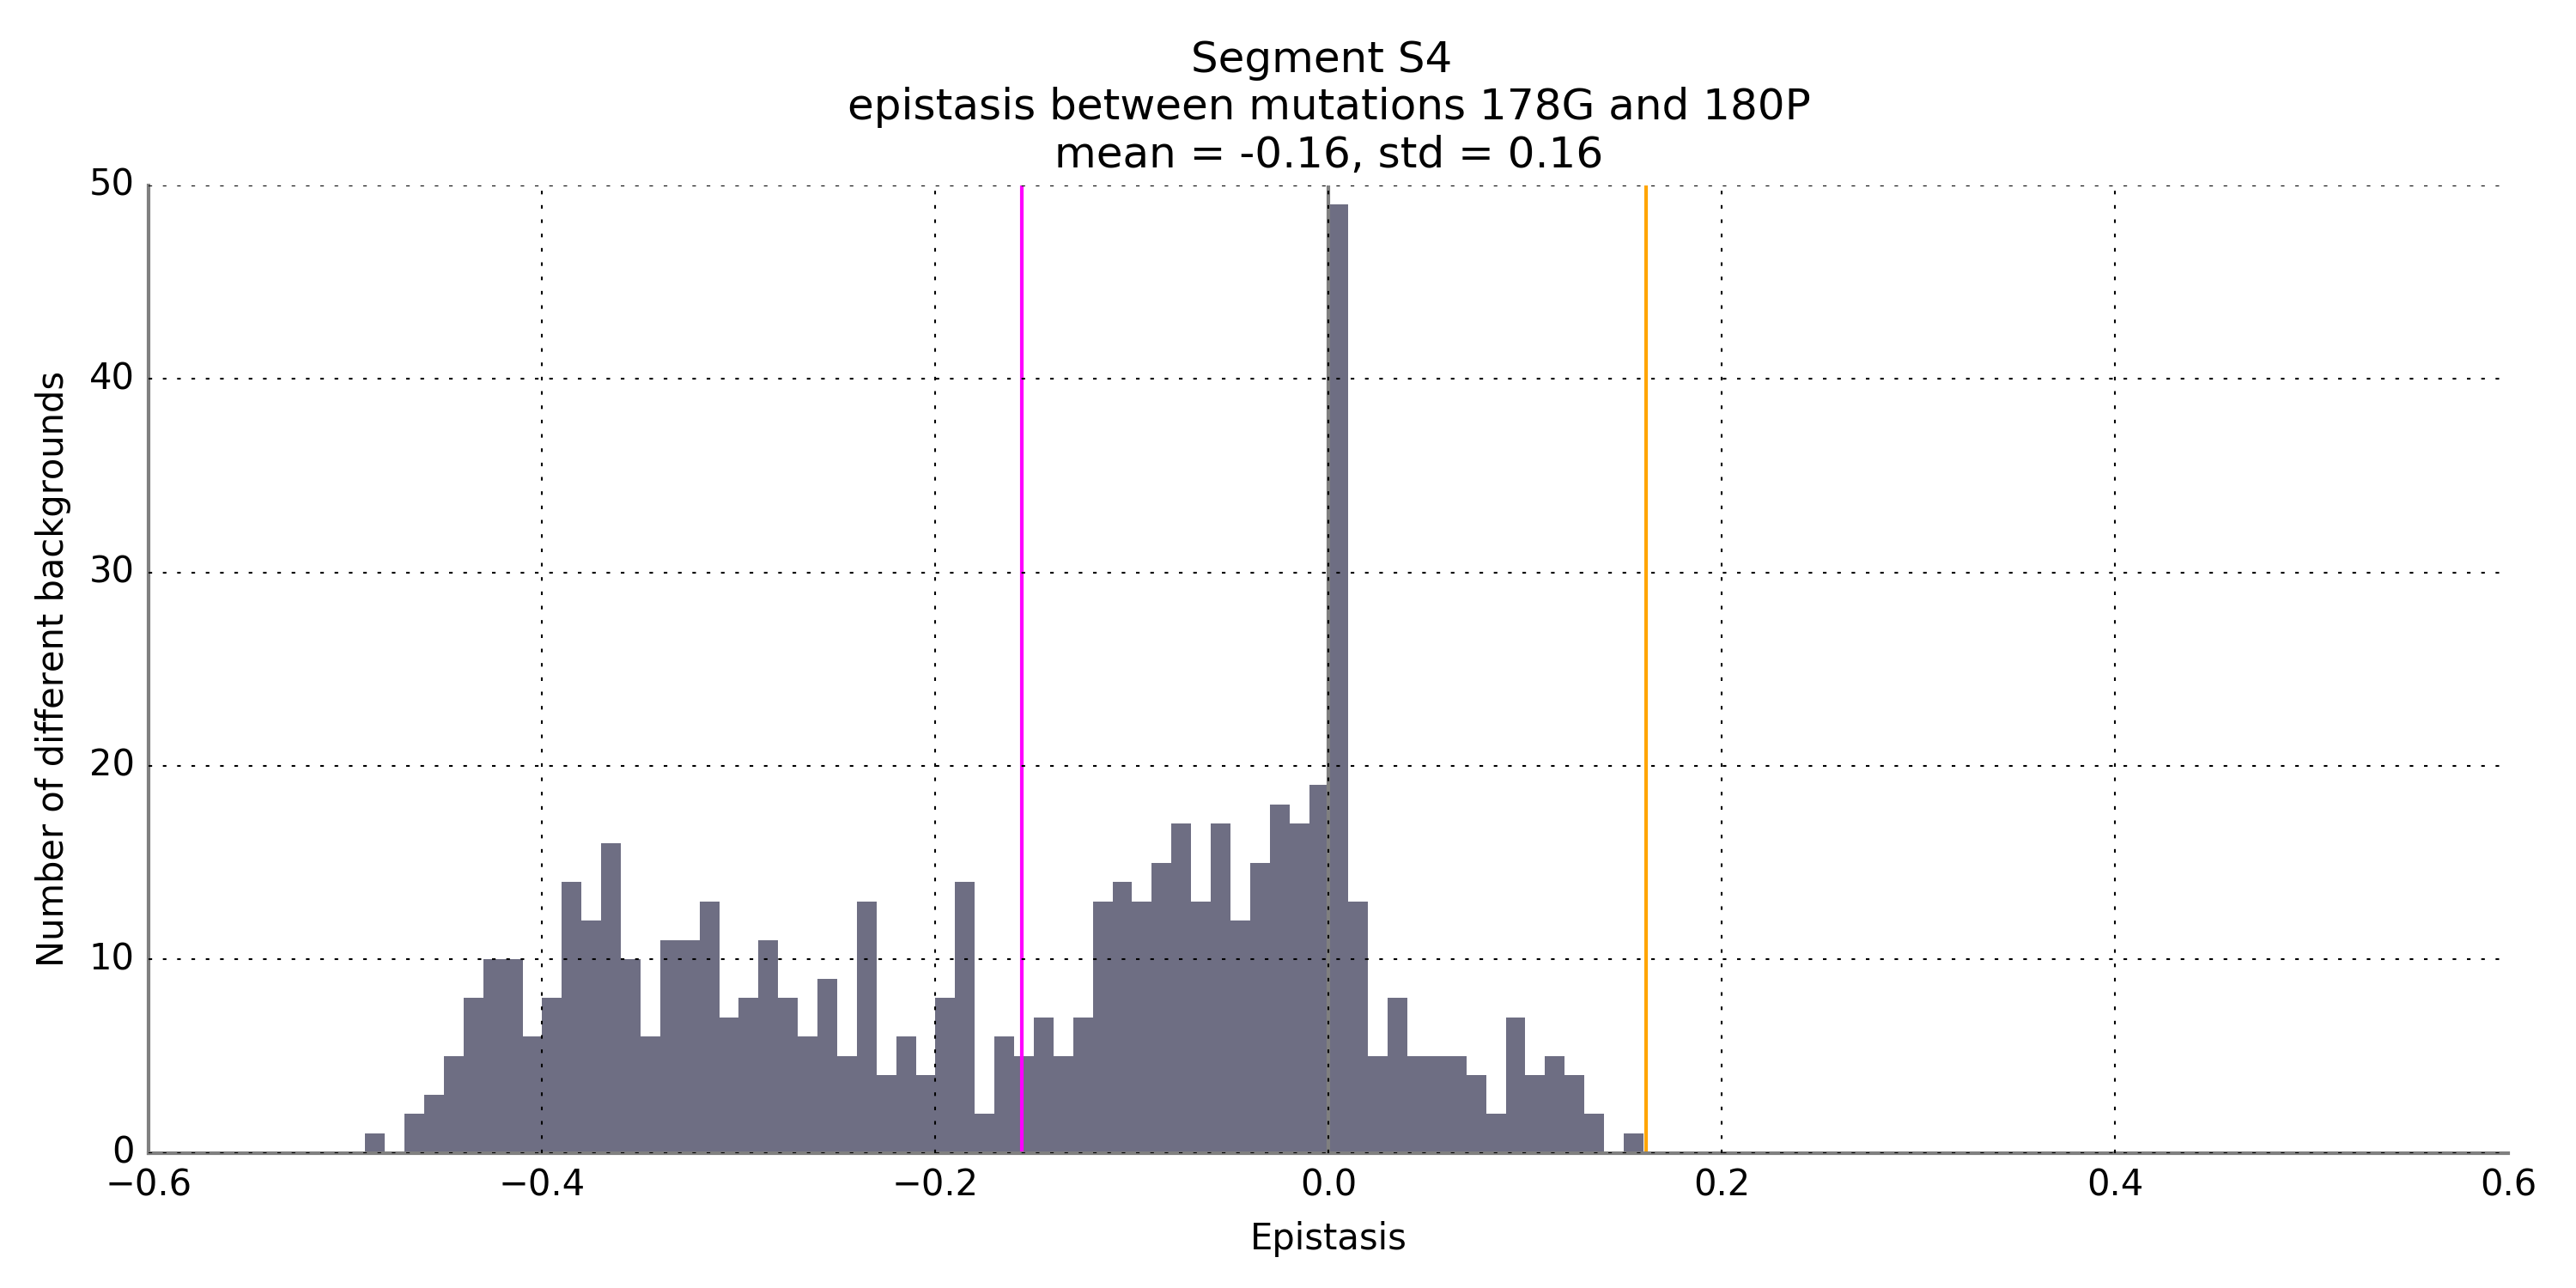 Segment S4
epistasis between mutations 178G and 180P
mean = -0.16, std = 0.16
Number of different backgrounds
50
40
30
20
10
0
−0.6 −0.4 −0.2 0.0 0.2 0.4 0.6
Epistasis